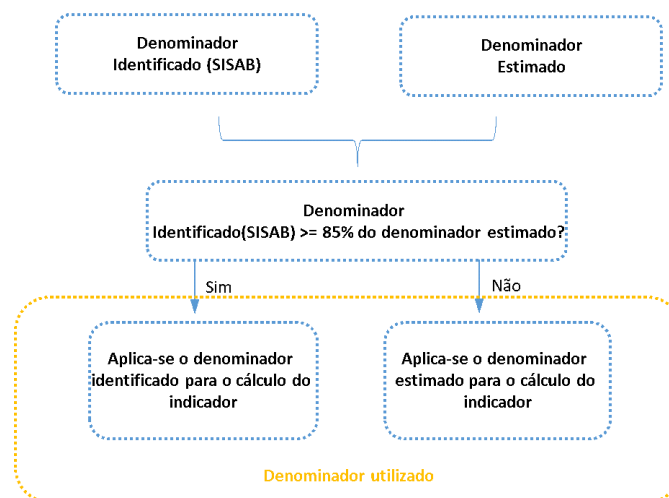 Denominador
Identificado (SISAB)
Denominador
Estimado
Denominador
Identificado(SISAB) >= 85% do denominador estimado?
Sim
Não
Aplica-se o denominador
identificado para o cálculo do
indicador
Aplica-se o denominador
estimado para o cálculo do
indicador
Denominador utilizado